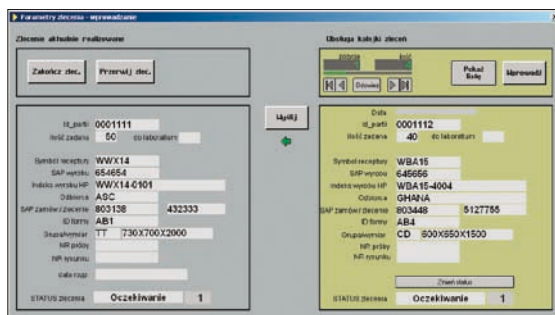 Parametry zlecenia - wprowadzanie
Zlecenie aktualnie realizowane
Obsługa kolejki zleceń
Zakończ zlec.
Przerwij zlec.
ilość
Odśwież
Pokaż listę
Wprowadź
Wyślij
Id_partii 0001111
ilość zadana 50 do laboratorium
Symbol receptury WWX14
SAP wyrobu 654654
Indeks wyrobu HP WWX14-0101
Odbiorca ASC
SAP zamów / zlecenie 803138 432333
ID formy AB1
Grupa/wymiar TT 730X700X2000
NR próby
NR rysunku
data rozp.
STATUS zlecenia Oczekiwanie 1
Data
id_partii 0001112
ilość zadana 40 do laboratorium
Symbol receptury WBA15
SAP wyrobu 645656
Indeks wyrobu HP WBA15-4004
Odbiorca GHANA
SAP zamów / zlecenie 803448 5127755
ID formy AB4
Grupa/wymiar CD 600X650X1500
NR próby
NR rysunku
Zmień status
STATUS zlecenia Oczekiwanie 1